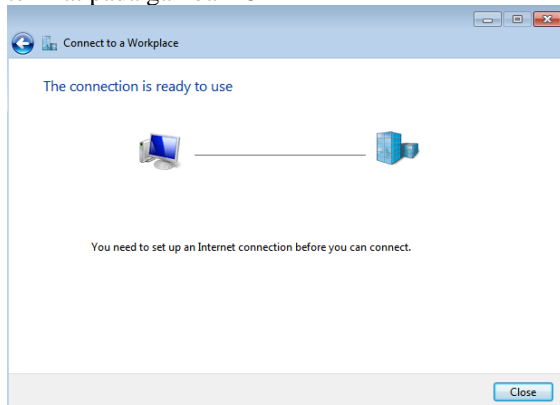 Connect to a Workplace
The connection is ready to use
You need to set up an Internet connection before you can connect.
Close